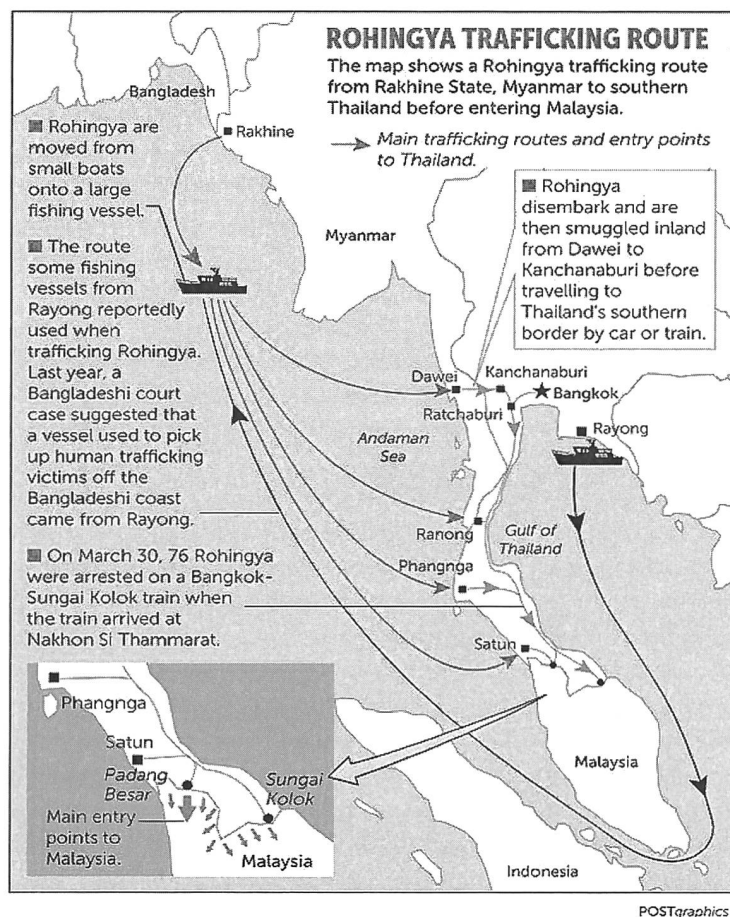 ROHINGYA TRAFFICKING ROUTE
The map shows a Rohingya trafficking route
from Rakhine State, Myanmar to southern
Thailand before entering Malaysia.
Main trafficking routes and entry points
to Thailand.
Bangladesh
Rakhine
Rohingya are
moved from
small boats
onto a large
fishing vessel.
Myanmar
Rohingya
disembark and are
then smuggled inland
from Dawei to
Kanchanaburi before
travelling to
Thailand's southern
border by car or train.
The route
some fishing
vessels from
Rayong reportedly
used when
trafficking Rohingya.
Last year, a
Bangladeshi court
case suggested that
a vessel used to pick
up human trafficking
victims off the
Bangladeshi coast
came from Rayong.
Dawei
Kanchanaburi
Bangkok
Ratchaburi
Rayong
Andaman
Sea
Ranong
Gulf of
Thailand
Phangnga
On March 30, 76 Rohingya
were arrested on a Bangkok-
Sungai Kolok train when
the train arrived at
Nakhon Si Thammarat.
Satun
Malaysia
Indonesia
Phangnga
Satun
Padang
Besar
Sungai
Kolok
Main entry
points to
Malaysia.
Malaysia
POSTgraphics